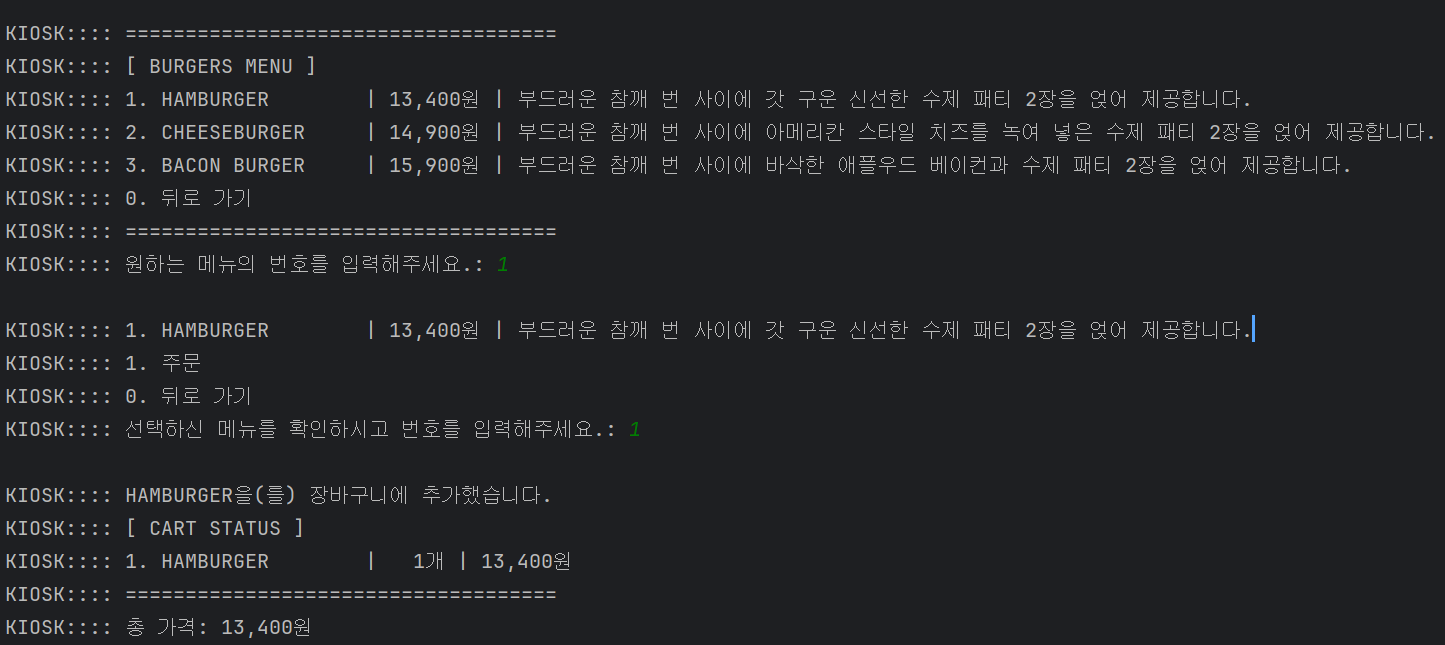 KIOSK:::: ====================================
KIOSK:::: [ BURGERS MENU ]
KIOSK:::: 1. HAMBURGER        | 13,400원 | 부드러운 참깨 번 사이에 갓 구운 신선한 수제 패티 2장을 얹어 제공합니다.
KIOSK:::: 2. CHEESEBURGER     | 14,900원 | 부드러운 참깨 번 사이에 아메리칸 스타일 치즈를 녹여 넣은 수제 패티 2장을 얹어 제공합니다.
KIOSK:::: 3. BACON BURGER     | 15,900원 | 부드러운 참깨 번 사이에 바삭한 애플우드 베이컨과 수제 패티 2장을 얹어 제공합니다.
KIOSK:::: 0. 뒤로 가기
KIOSK:::: ====================================
KIOSK:::: 원하는 메뉴의 번호를 입력해주세요.: 1
KIOSK:::: 1. HAMBURGER        | 13,400원 | 부드러운 참깨 번 사이에 갓 구운 신선한 수제 패티 2장을 얹어 제공합니다.
KIOSK:::: 1. 주문
KIOSK:::: 0. 뒤로 가기
KIOSK:::: 선택하신 메뉴를 확인하시고 번호를 입력해주세요.: 1
KIOSK:::: HAMBURGER을(를) 장바구니에 추가했습니다.
KIOSK:::: [ CART STATUS ]
KIOSK:::: 1. HAMBURGER        |   1개 | 13,400원
KIOSK:::: ====================================
KIOSK:::: 총 가격: 13,400원